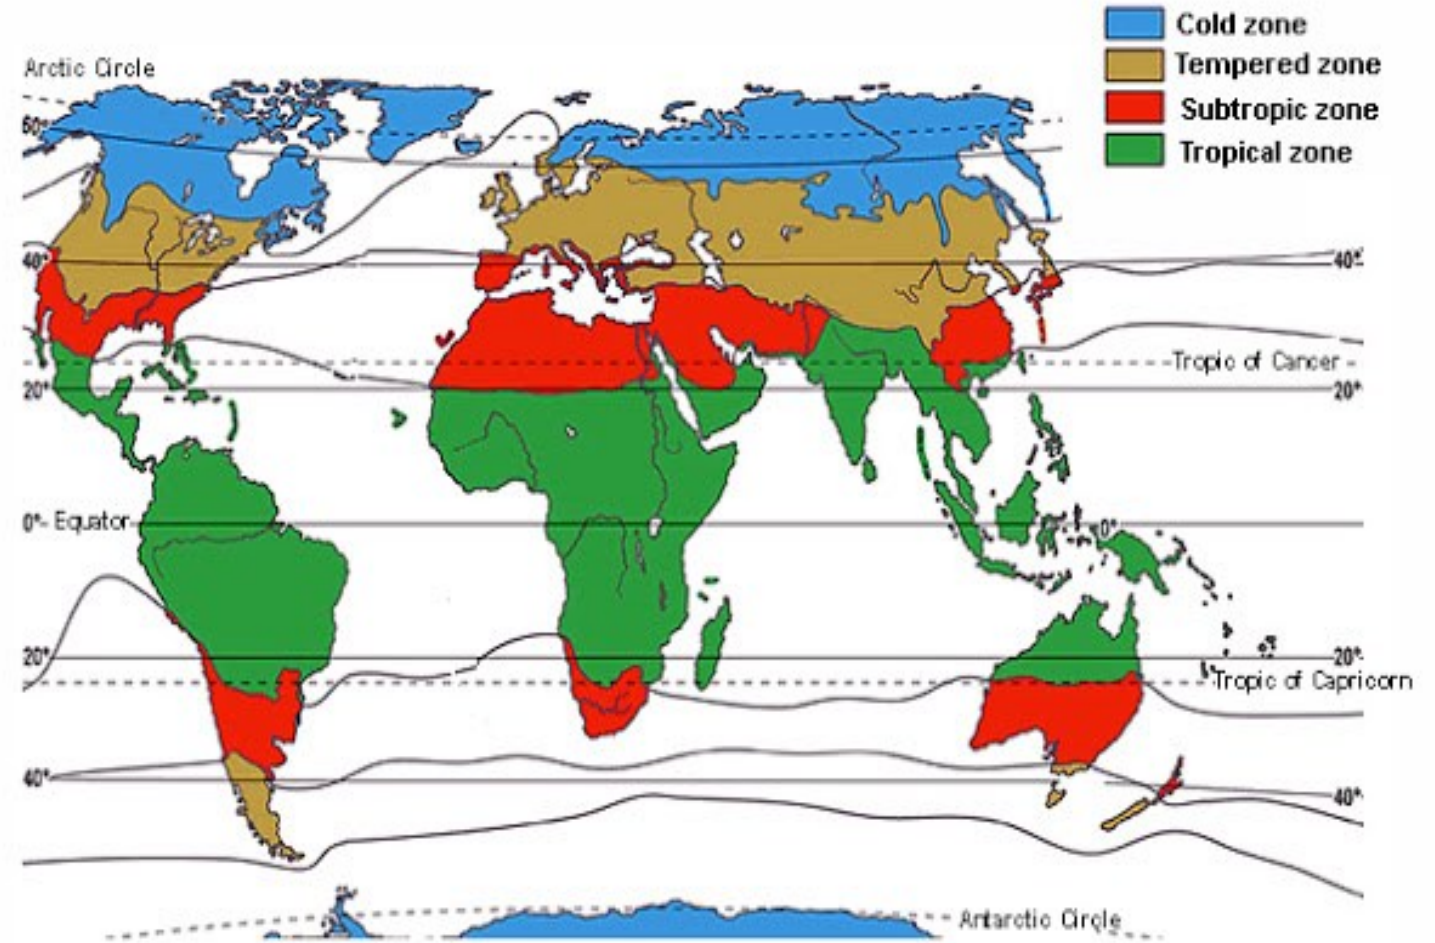 Cold zone
Tempered zone
Subtropic zone
Tropical zone
Arctic Circle
60°
40°
40°
Tropic of Cancer
20°
20°
0°- Equator
0°
20°
20°
Tropic of Capricorn
40°
40°
Antarctic Circle